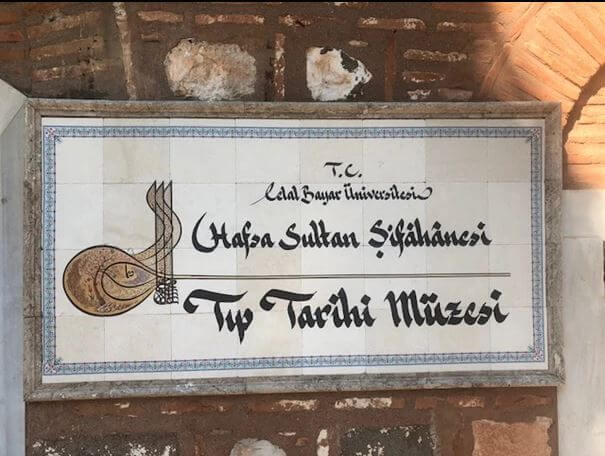 T.C.
Celal Bayar Üniversitesi
Hafsa Sultan Şifâhânesi
Tıp Tarihi Müzesi